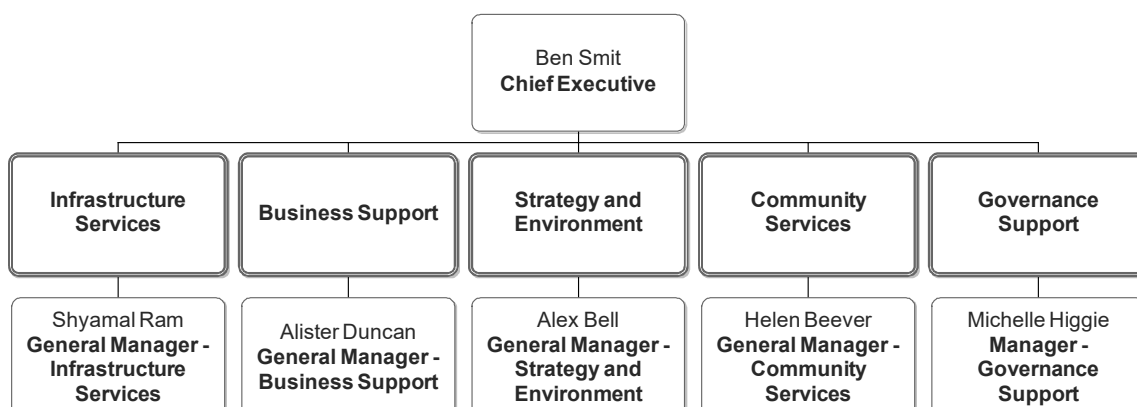 Ben Smit
Chief Executive
Infrastructure
Services
Business Support
Strategy and
Environment
Community
Services
Governance
Support
Shyamal Ram
General Manager -
Infrastructure
Services
Alister Duncan
General Manager -
Business Support
Alex Bell
General Manager -
Strategy and
Environment
Helen Beever
General Manager -
Community
Services
Michelle Higgie
Manager -
Governance
Support